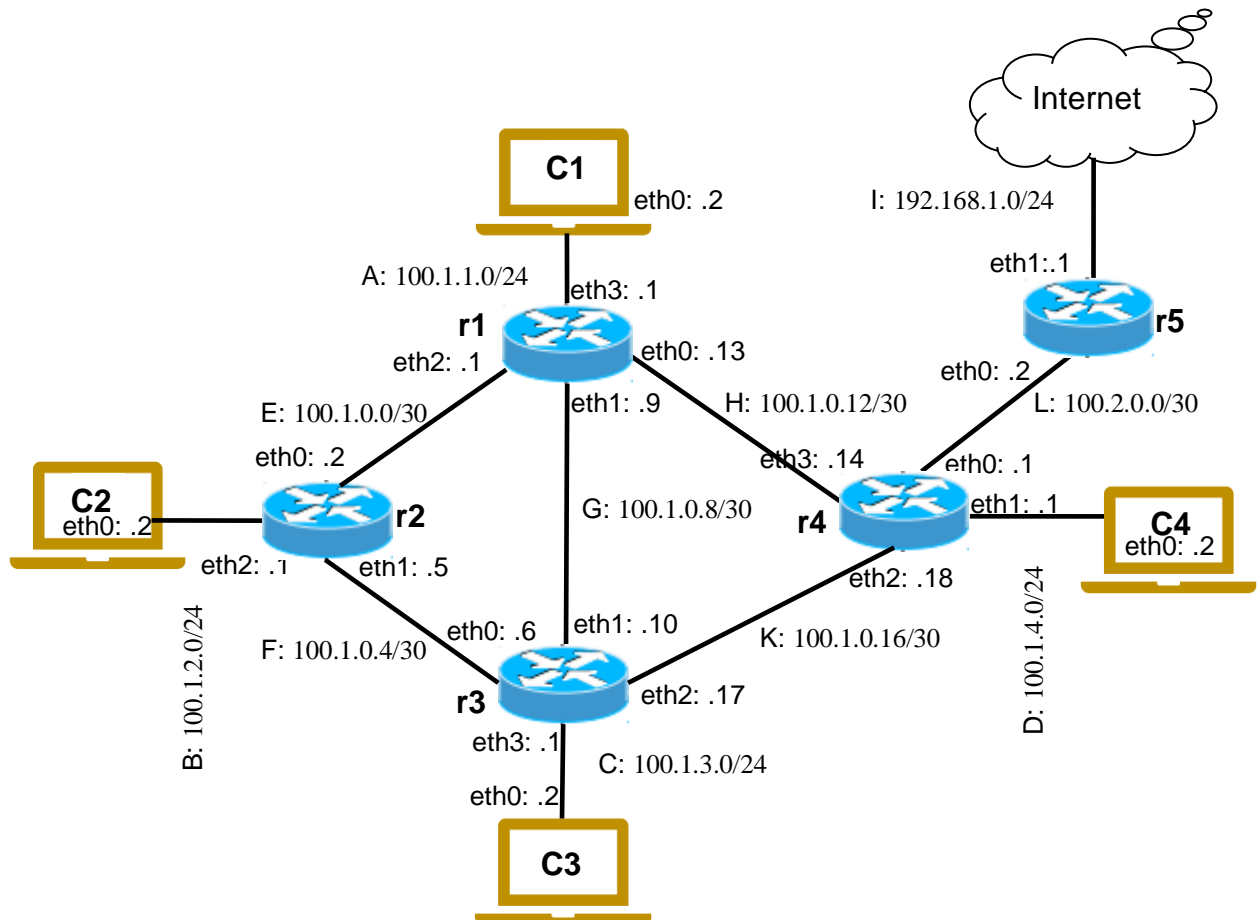 Internet
C1
eth0: .2
I: 192.168.1.0/24
A: 100.1.1.0/24
eth1:.1
eth3: .1
r1
r5
eth2: .1
eth0: .13
eth0: .2
E: 100.1.0.0/30
eth1: .9
H: 100.1.0.12/30
L: 100.2.0.0/30
eth0: .2
eth3: .14
eth0: .1
C2
eth0: .2
r2
G: 100.1.0.8/30
r4
eth1: .1
C4
eth0: .2
eth2: .1
eth1: .5
eth2: .18
B: 100.1.2.0/24
F: 100.1.0.4/30
eth0: .6
eth1: .10
K: 100.1.0.16/30
D: 100.1.4.0/24
r3
eth2: .17
eth3: .1
C: 100.1.3.0/24
eth0: .2
C3